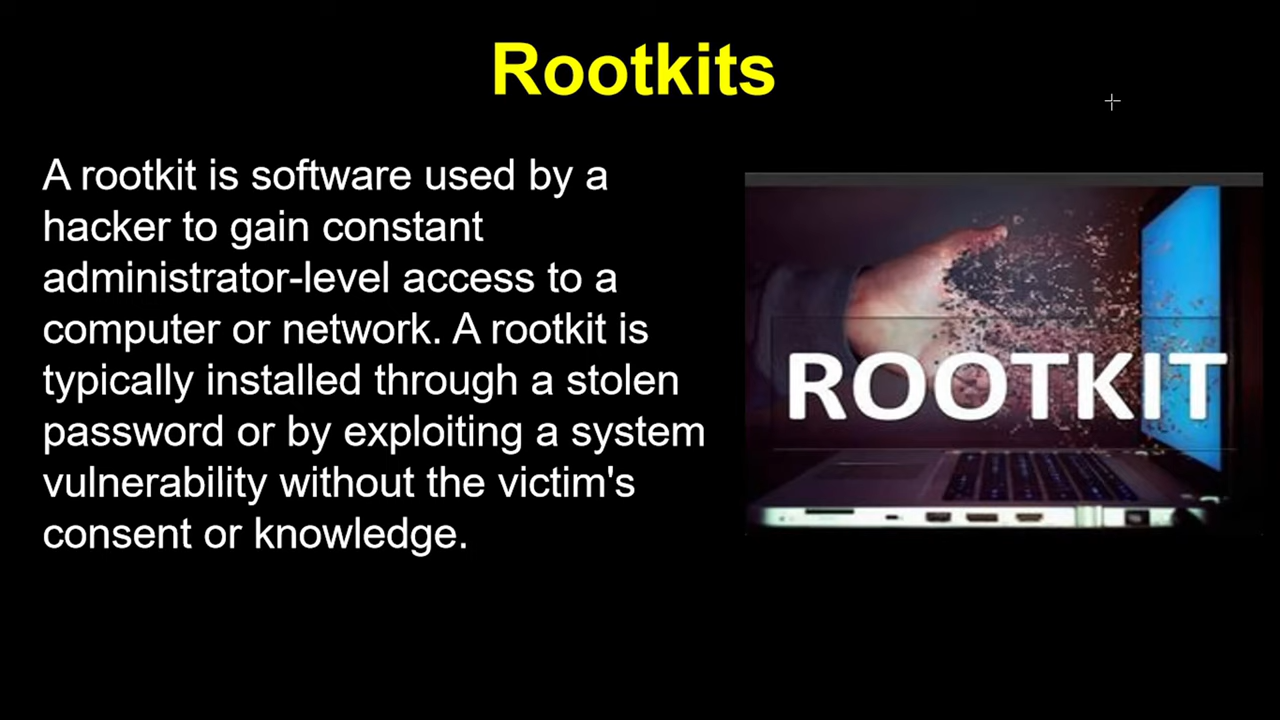 Rootkits
A rootkit is software used by a
hacker to gain constant
administrator-level access to a
computer or network. A rootkit is
typically installed through a stolen
password or by exploiting a system
vulnerability without the victim's
consent or knowledge.
ROOTKIT